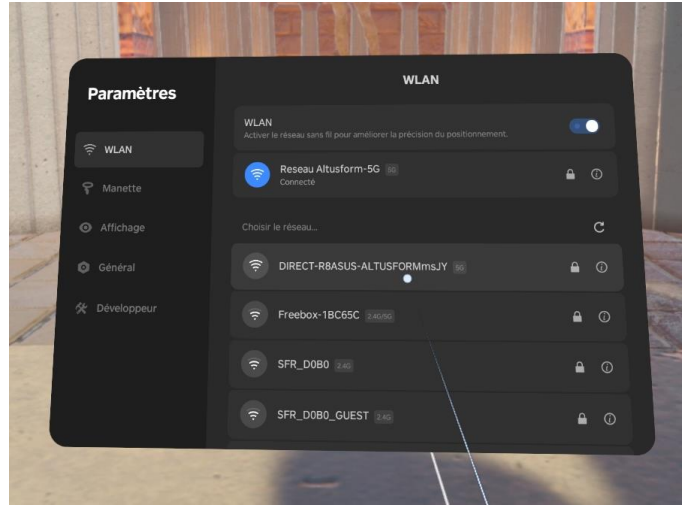 Paramètres
WLAN
Manette
Affichage
Général
Développeur
WLAN
WLAN
Activer le réseau sans fil pour améliorer la précision du positionnement.
Reseau Altusform-5G 5G
Connecté
Choisir le réseau...
DIRECT-R8ASUS-ALTUSFORMmsJY 5G
Freebox-1BC65C 2.4G/5G
SFR_D0B0 2.4G
SFR_D0B0_GUEST 2.4G